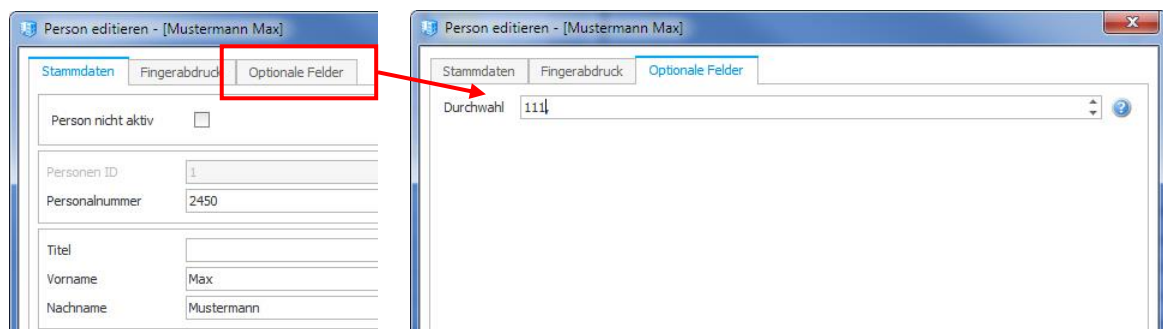 Person editieren - [Mustermann Max]
Stammdaten Fingerabdruck Optionale Felder
Person nicht aktiv
Personen ID 1
Personalnummer 2450
Titel
Vorname Max
Nachname Mustermann
Person editieren - [Mustermann Max]
Stammdaten Fingerabdruck Optionale Felder
Durchwahl 111